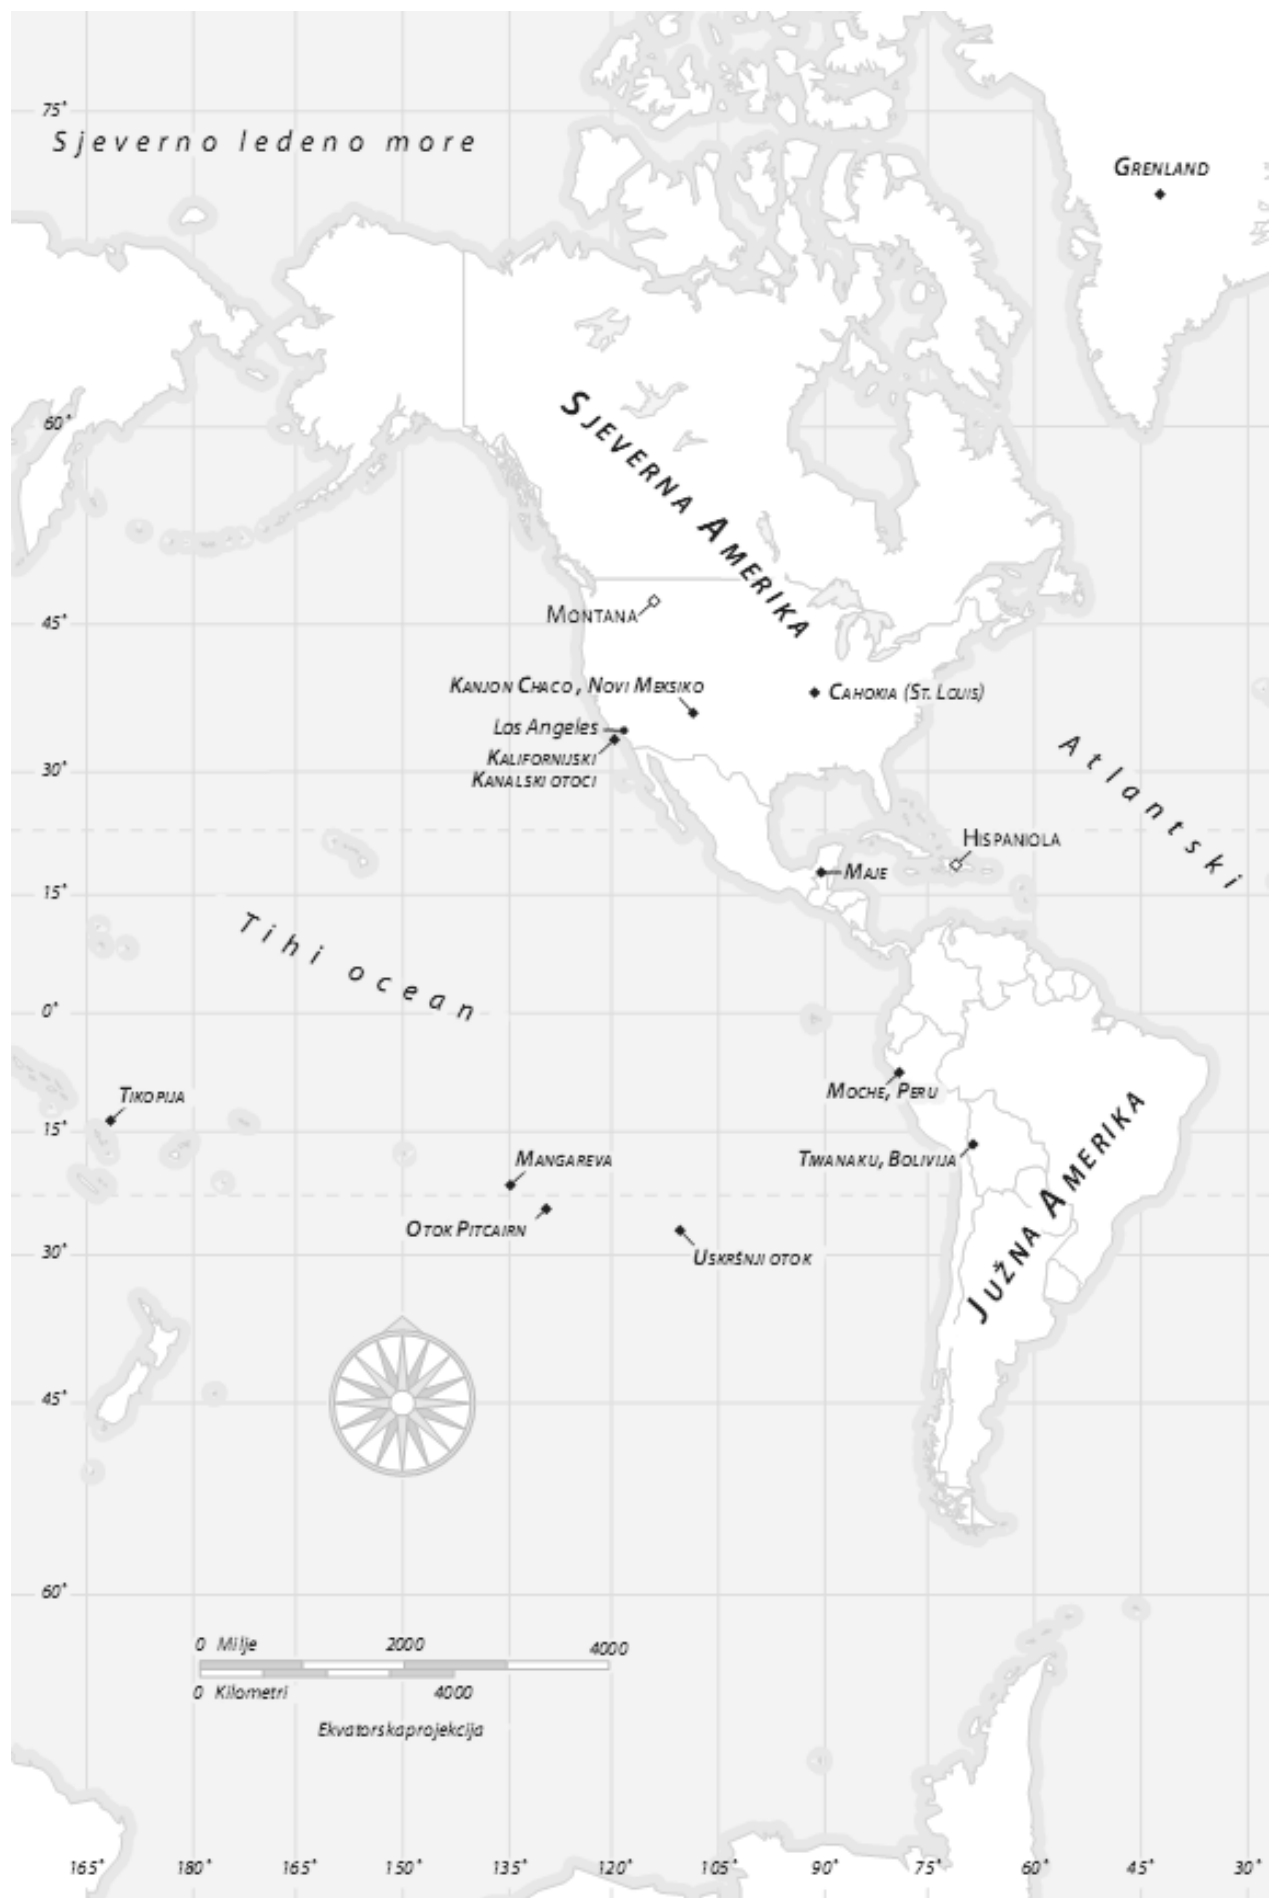 75°
Sjeverno ledeno more
GRENLAND
60°
SJEVERNA AMERIKA
45°
MONTANA
KANJON CHACO, NOVI MEKSIKO
CAHOKIA (ST. LOUIS)
Los Angeles
KALIFORNIJSKI
KANALSKI OTOCI
30°
Atlantski
HISPANIOLA
MAJE
15°
Tihi ocean
0°
TIKOPIJA
MOCHE, PERU
15°
MANGAREVA
TIWANAKU, BOLIVIJA
OTOK PITCAIRN
USKRŠNJI OTOK
30°
JUŽNA AMERIKA
45°
60°
0 Milje 2000 4000
0 Kilometri 4000
Ekvatorska projekcija
165° 180° 165° 150° 135° 120° 105° 90° 75° 60° 45° 30°